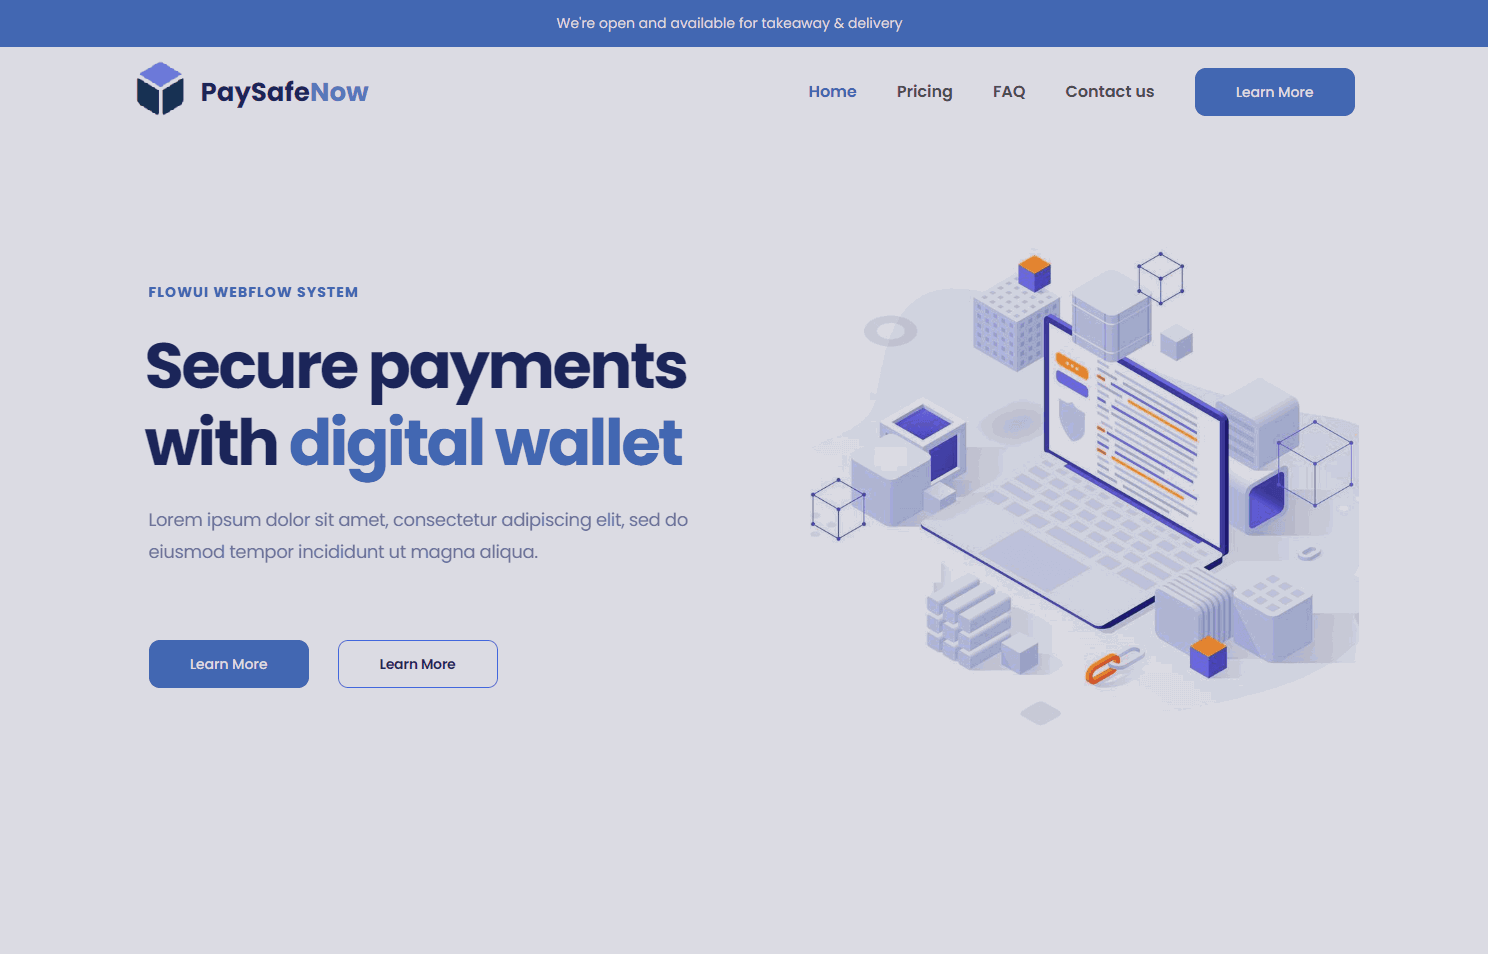 We're open and available for takeaway & delivery
PaySafeNow
Home
Pricing
FAQ
Contact us
Learn More
FLOWUI WEBFLOW SYSTEM
Secure payments
with digital wallet
Lorem ipsum dolor sit amet, consectetur adipiscing elit, sed do
eiusmod tempor incididunt ut magna aliqua.
Learn More
Learn More